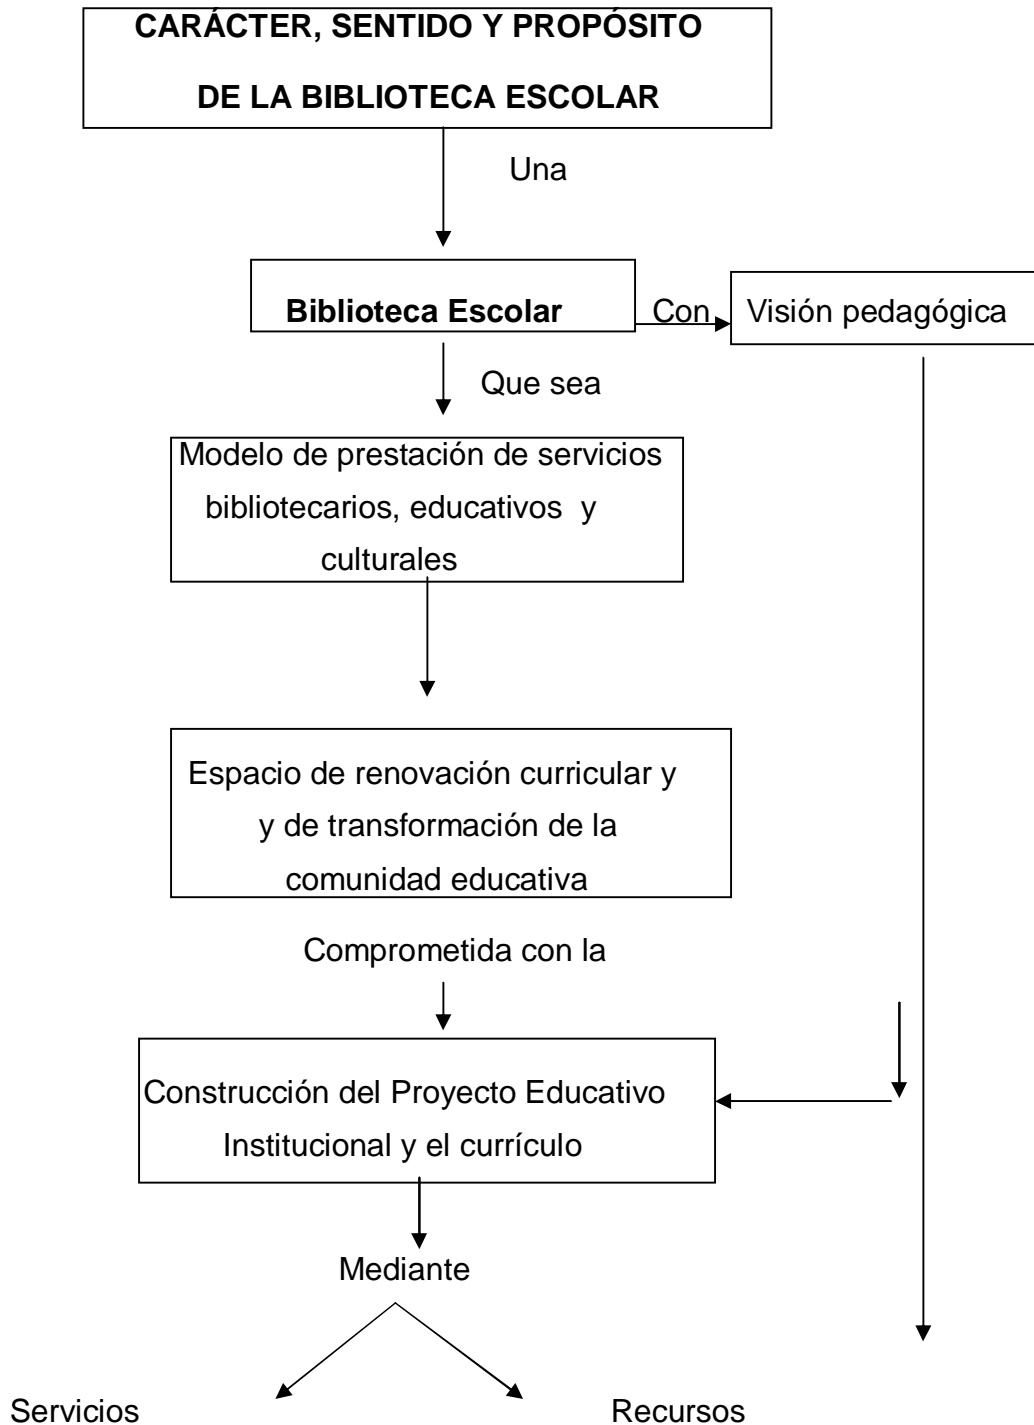 CARÁCTER, SENTIDO Y PROPÓSITO
DE LA BIBLIOTECA ESCOLAR
Una
Biblioteca Escolar
Con
Visión pedagógica
Que sea
Modelo de prestación de servicios
bibliotecarios, educativos y
culturales
Espacio de renovación curricular y
y de transformación de la
comunidad educativa
Comprometida con la
Construcción del Proyecto Educativo
Institucional y el currículo
Mediante
Servicios
Recursos